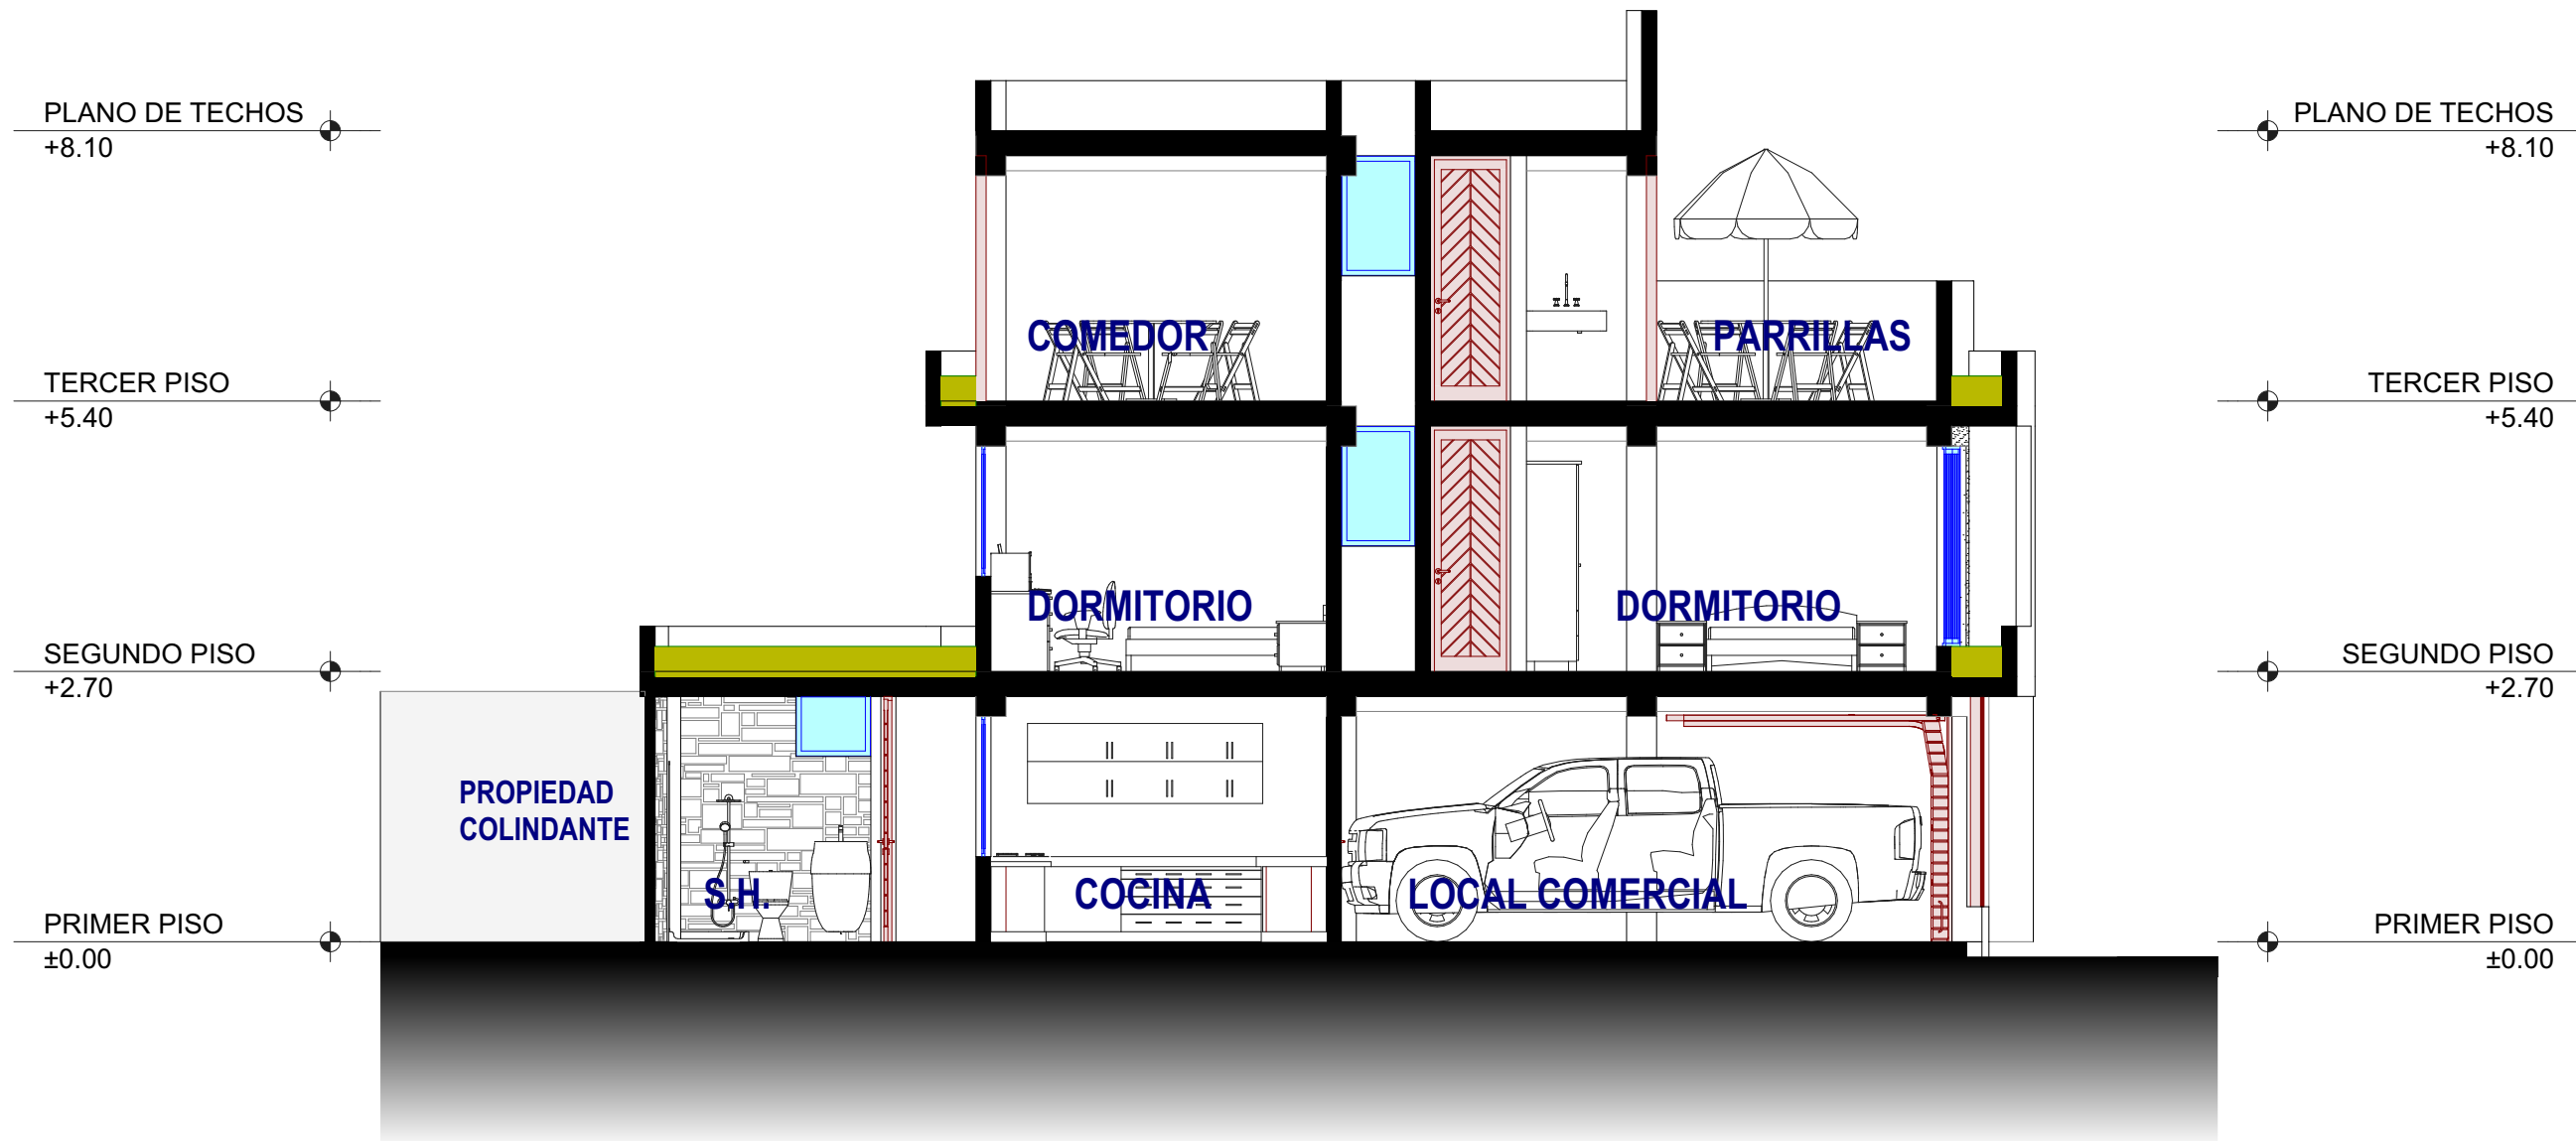 PLANO DE TECHOS
+8.10
PLANO DE TECHOS
+8.10
COMEDOR
PARRILLAS
TERCER PISO
+5.40
TERCER PISO
+5.40
DORMITORIO
DORMITORIO
SEGUNDO PISO
+2.70
SEGUNDO PISO
+2.70
PROPIEDAD
COLINDANTE
S.H.
COCINA
LOCAL COMERCIAL
PRIMER PISO
±0.00
PRIMER PISO
±0.00